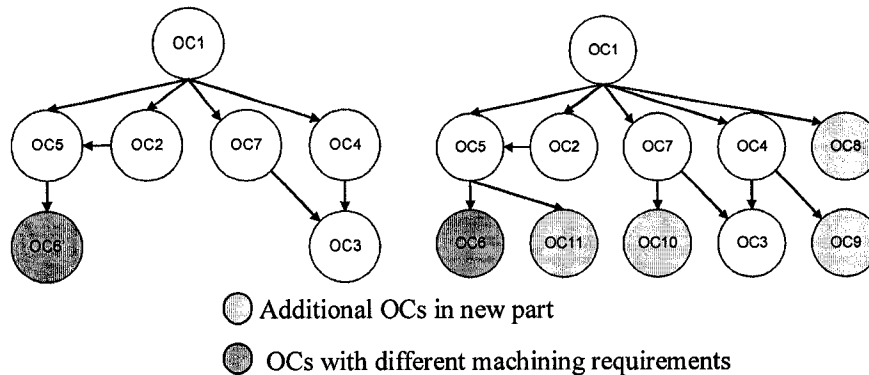 OC1
OC1
OC5 OC2 OC7 OC4
OC5 OC2 OC7 OC4 OC8
OC6 OC3
OC6 OC11 OC10 OC3 OC9
Additional OCs in new part
OCs with different machining requirements